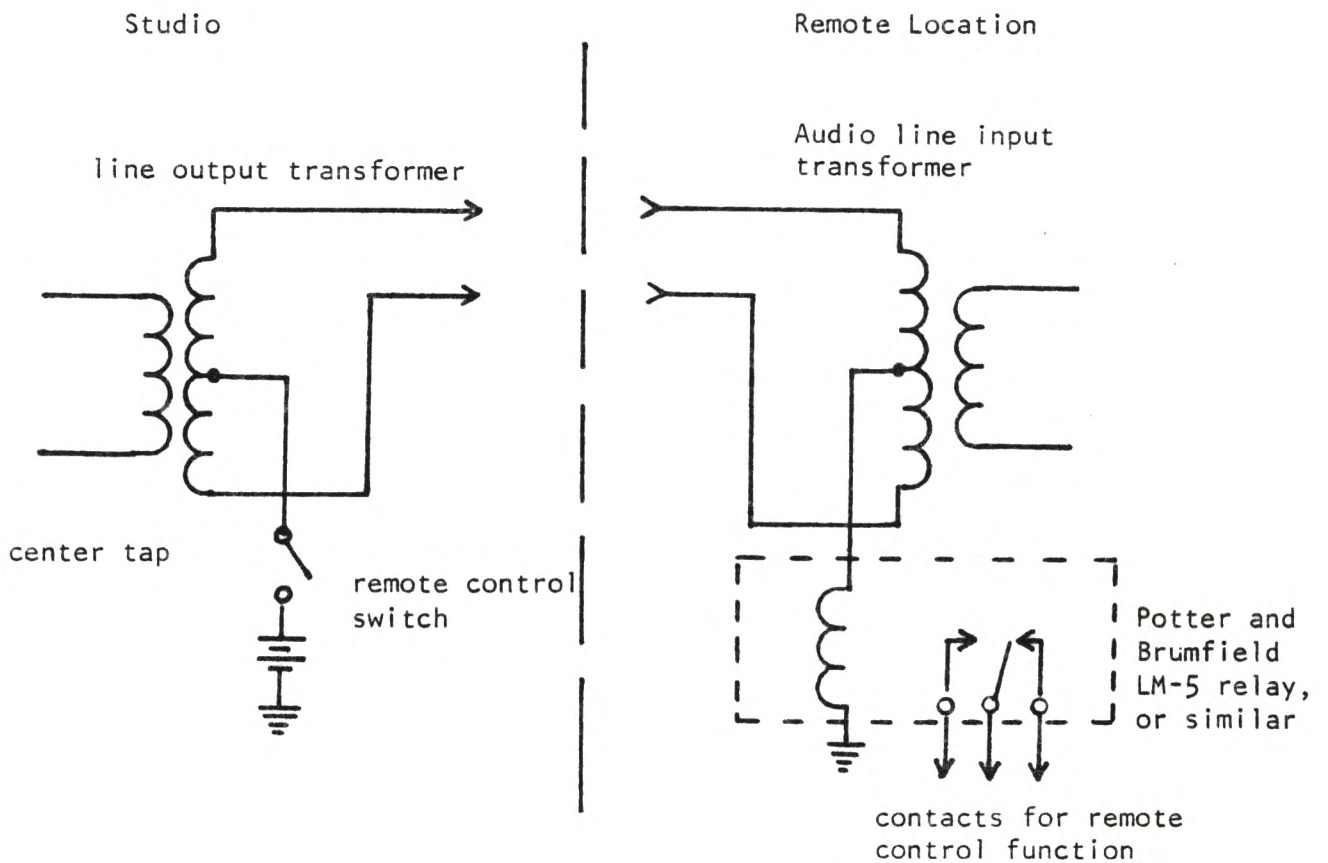 Studio
Remote Location
line output transformer
Audio line input
transformer
center tap
remote control
switch
Potter and
Brumfield
LM-5 relay,
or similar
contacts for remote
control function